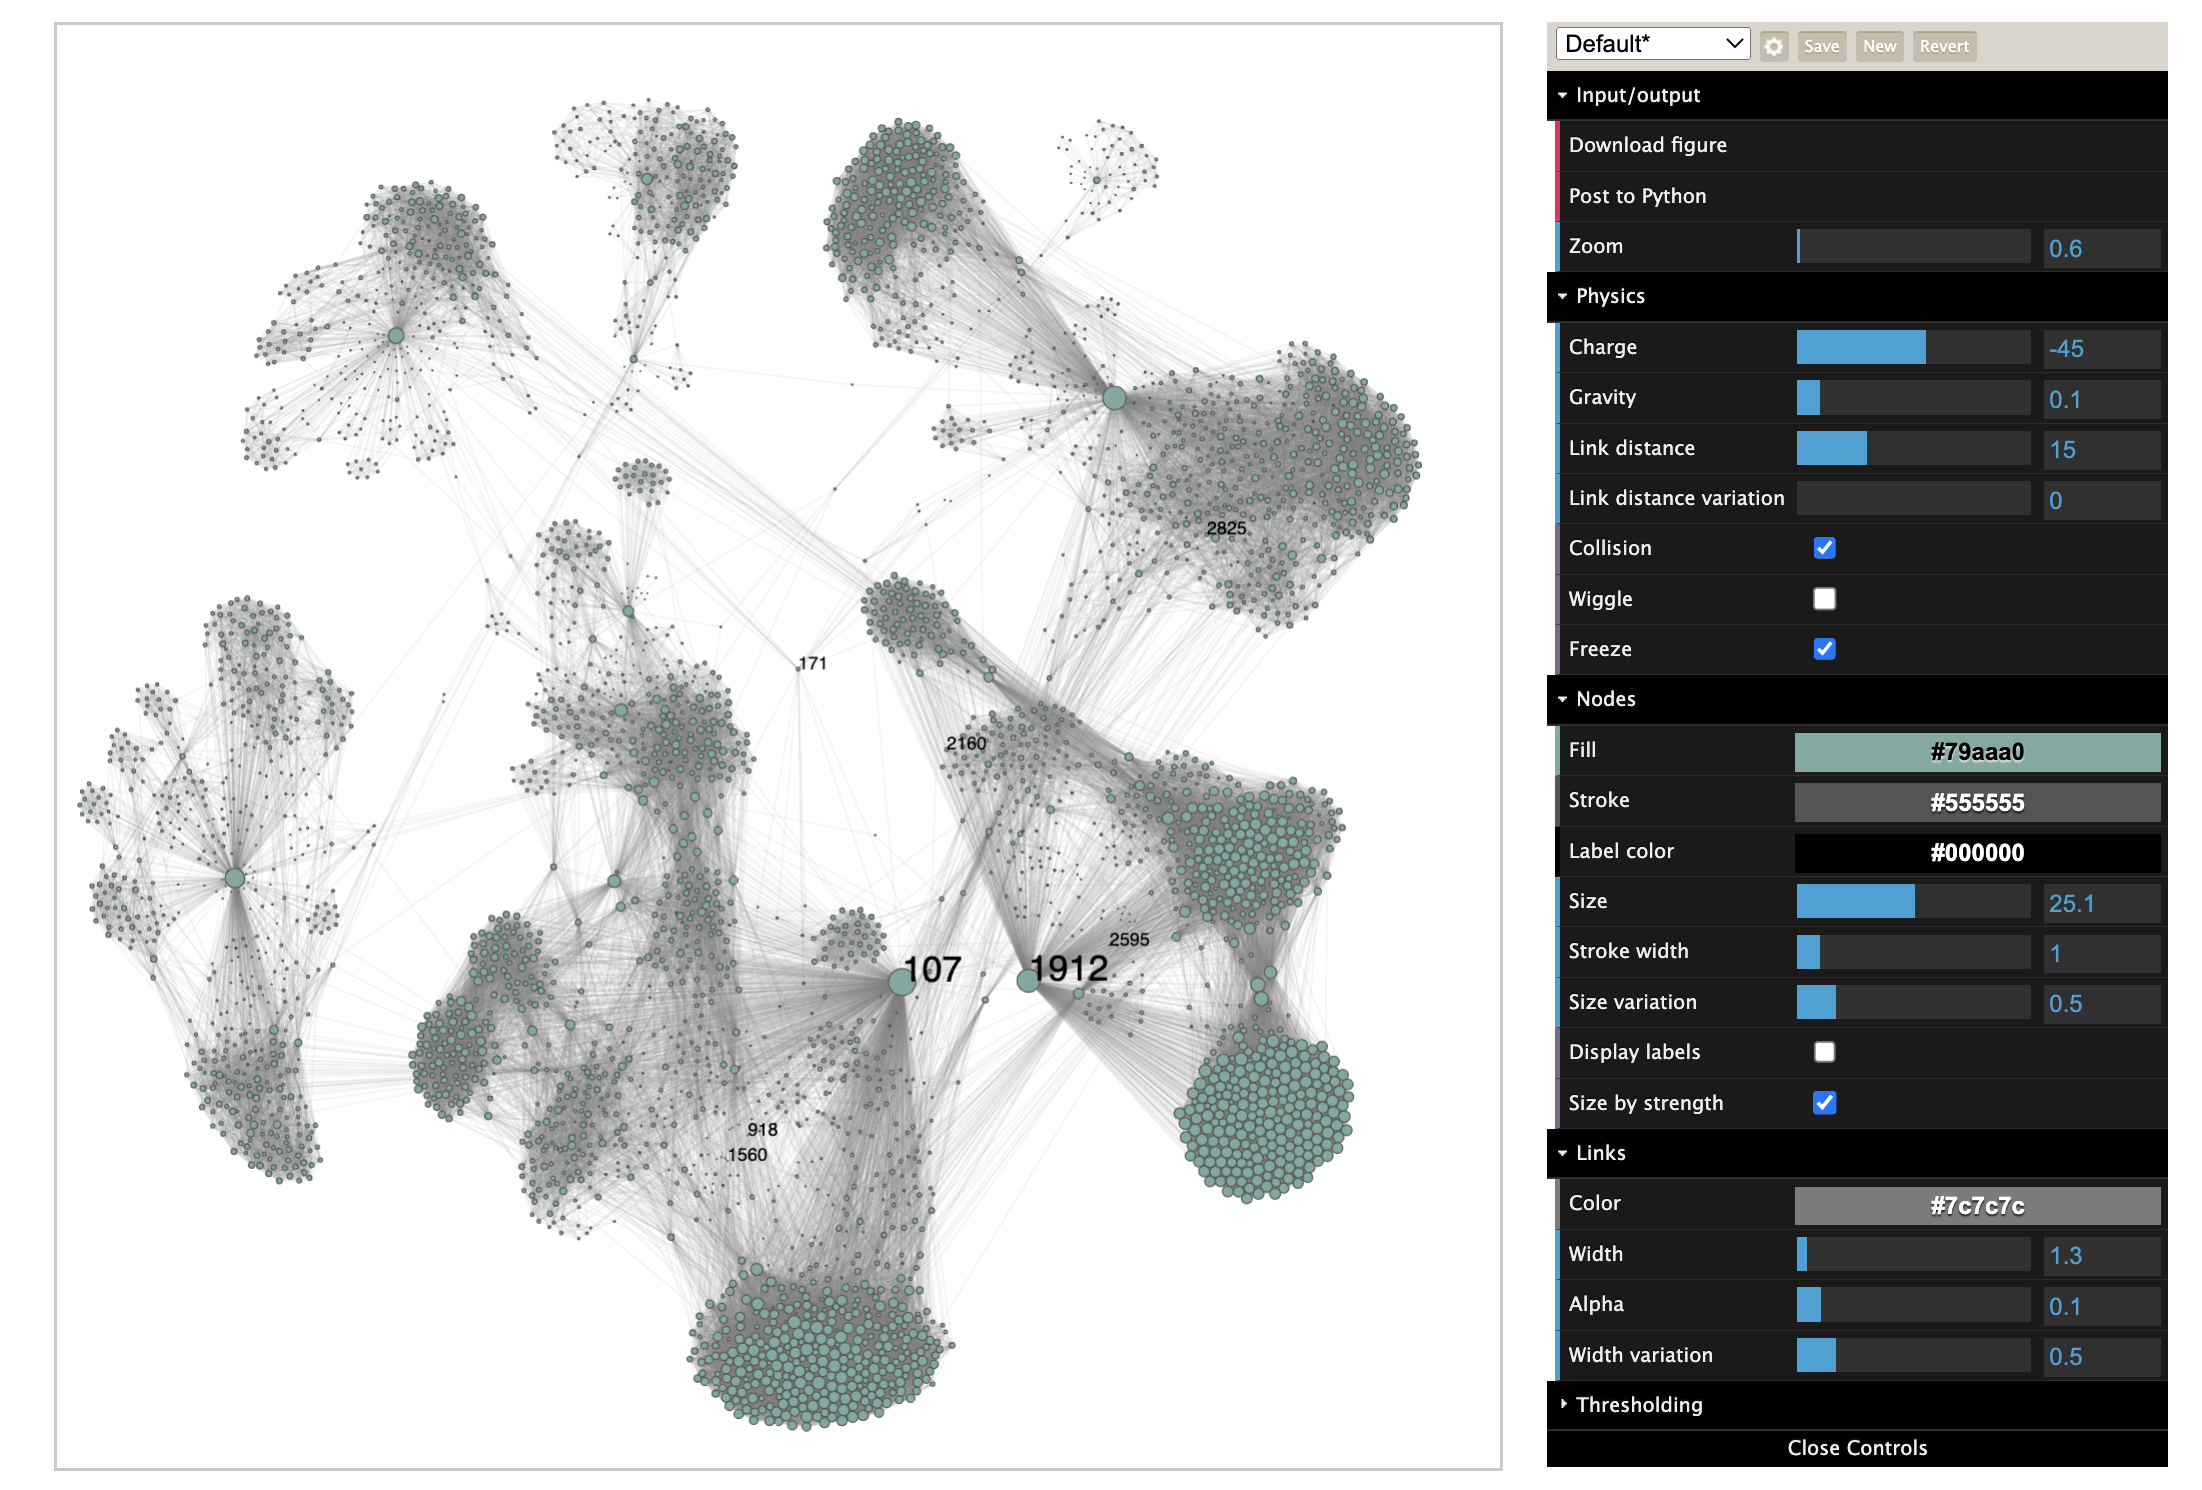 2825
171
2160
2595
107
1912
918
1560
Default*
Save
New
Revert
Input/output
Download figure
Post to Python
Zoom 0.6
Physics
Charge -45
Gravity 0.1
Link distance 15
Link distance variation 0
Collision
Wiggle
Freeze
Nodes
Fill #79aaa0
Stroke #555555
Label color #000000
Size 25.1
Stroke width 1
Size variation 0.5
Display labels
Size by strength
Links
Color #7c7c7c
Width 1.3
Alpha 0.1
Width variation 0.5
Thresholding
Close Controls